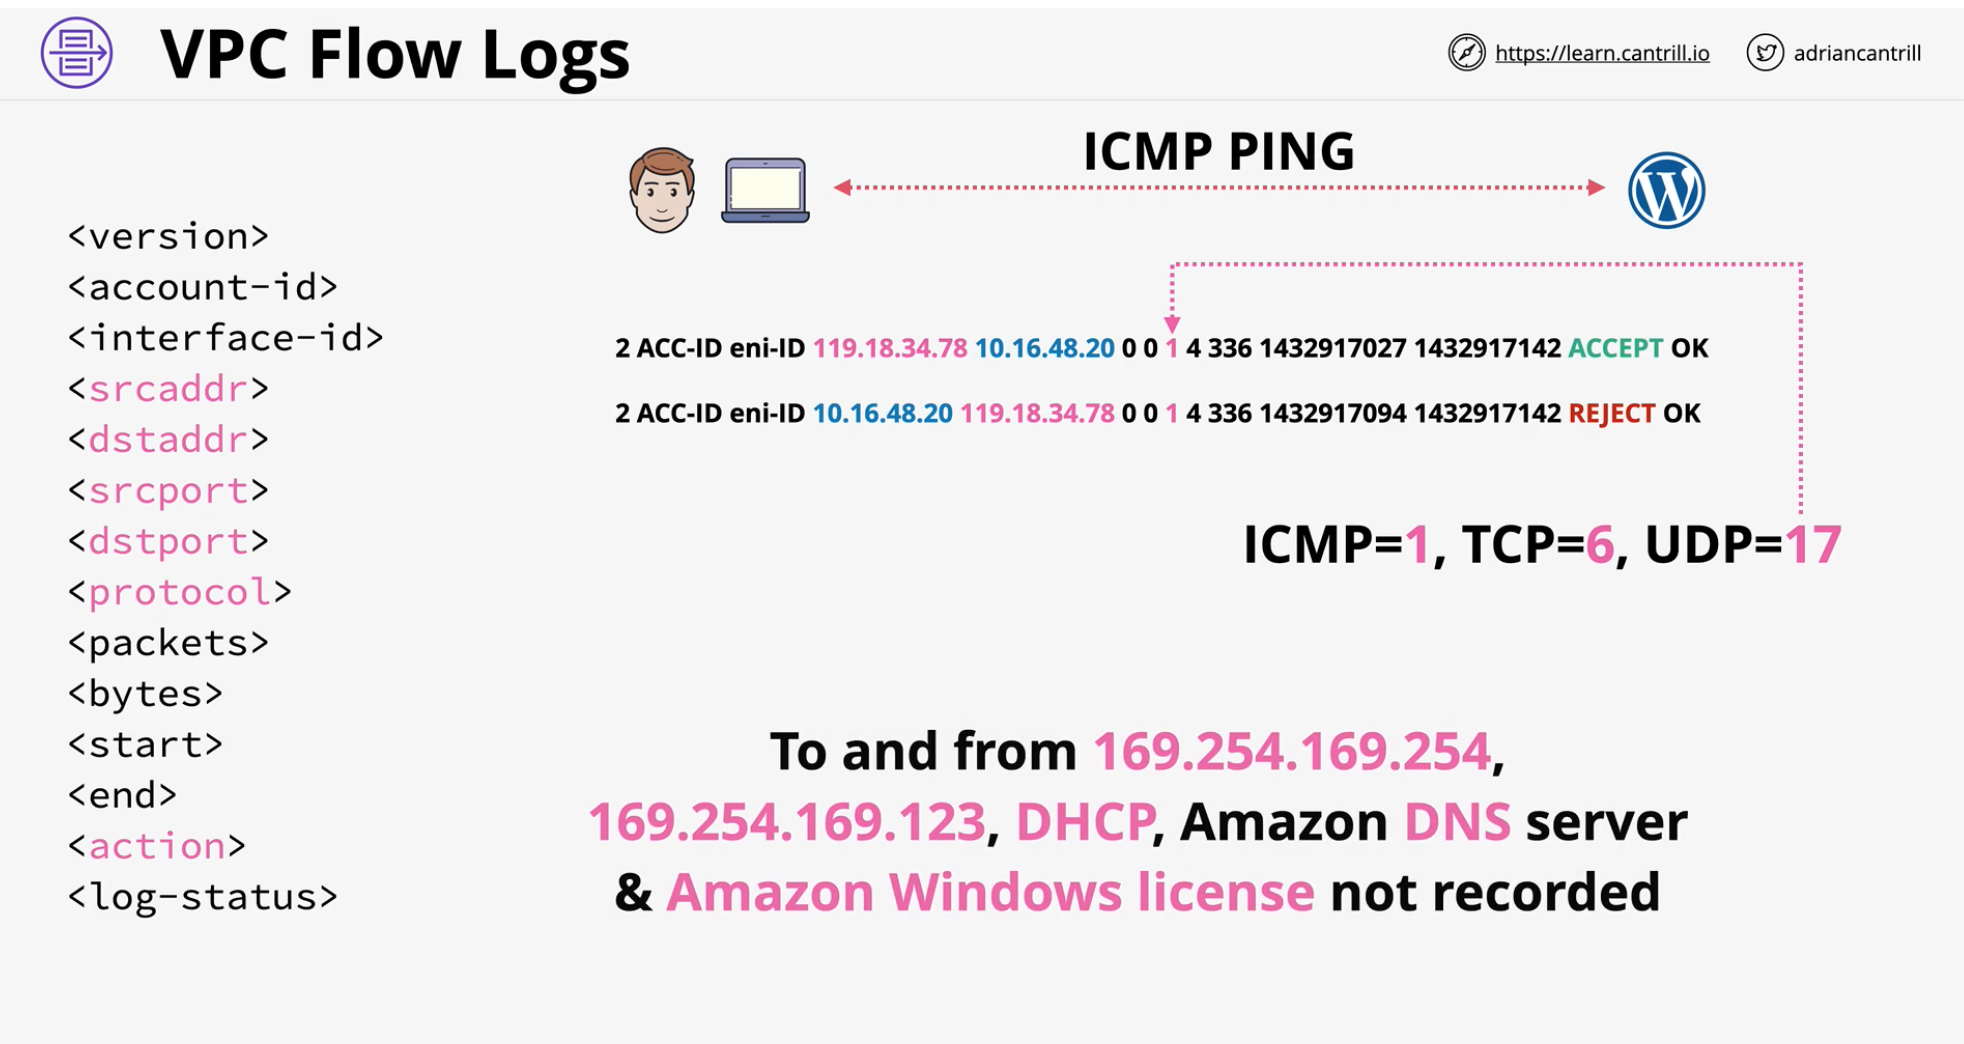 VPC Flow Logs
https://learn.cantrill.io
adriancantrill
ICMP PING
<version>
<account-id>
<interface-id>
<srcaddr>
<dstaddr>
<srcport>
<dstport>
<protocol>
<packets>
<bytes>
<start>
<end>
<action>
<log-status>
2 ACC-ID eni-ID 119.18.34.78 10.16.48.20 0 0 1 4 336 1432917027 1432917142 ACCEPT OK
2 ACC-ID eni-ID 10.16.48.20 119.18.34.78 0 0 1 4 336 1432917094 1432917142 REJECT OK
ICMP=1, TCP=6, UDP=17
To and from 169.254.169.254,
169.254.169.123, DHCP, Amazon DNS server
& Amazon Windows license not recorded